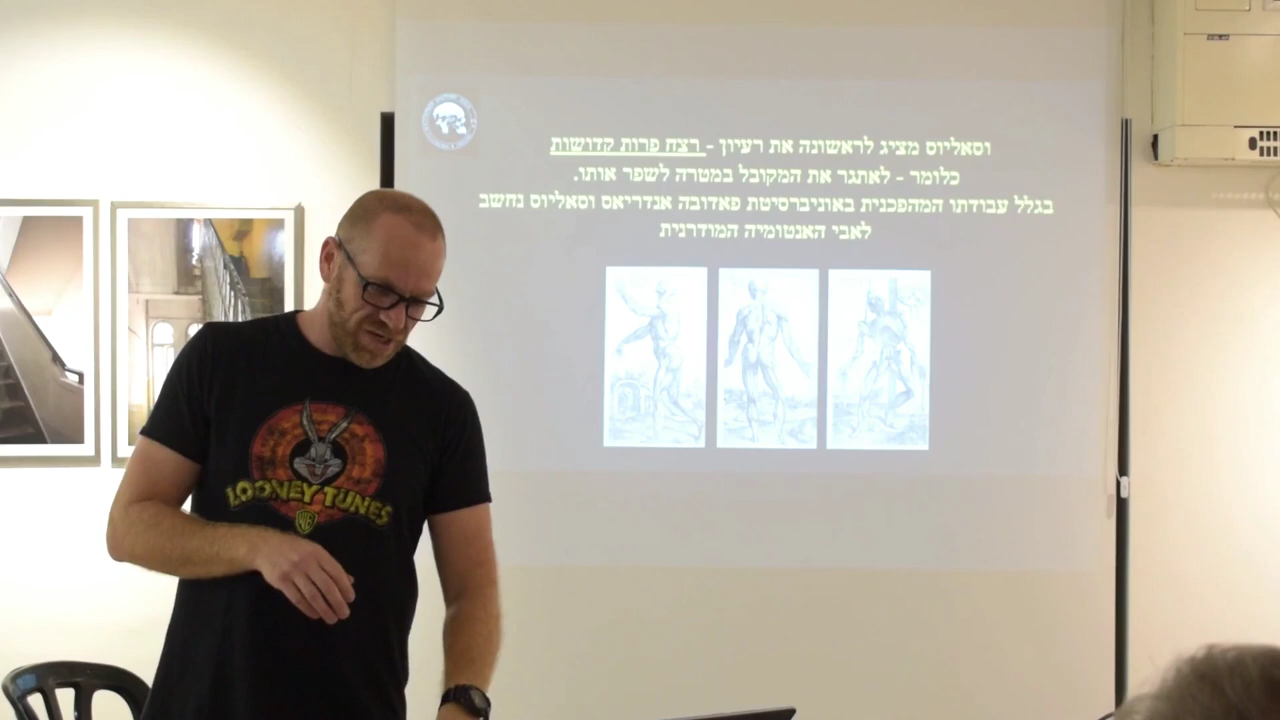 וסאליוס מציג לראשונה את רעיון - רצח פרות קדושות
כלומר - לאתגר את המקובל במטרה לשפר אותו.
בגלל עבודתו המהפכנית באוניברסיטת פאדובה אנדריאס וסאליוס נחשב
לאבי האנטומיה המודרנית
LOONEY TUNES
WB